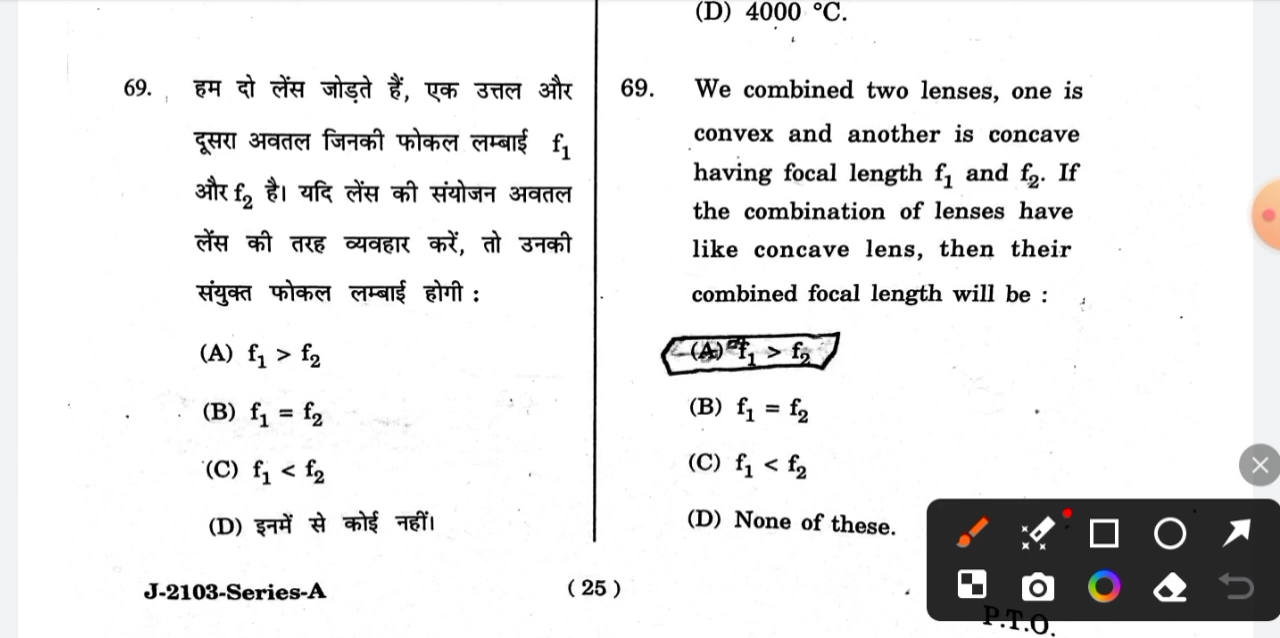 (D) 4000 °C.
69. हम दो लेंस जोड़ते हैं, एक उत्तल और
दूसरा अवतल जिनकी फोकल लम्बाई f₁
और f₂ है। यदि लेंस की संयोजन अवतल
लेंस की तरह व्यवहार करें, तो उनकी
संयुक्त फोकल लम्बाई होगी :
(A) f₁ > f₂
(B) f₁ = f₂
(C) f₁ < f₂
(D) इनमें से कोई नहीं।
69. We combined two lenses, one is
convex and another is concave
having focal length f₁ and f₂. If
the combination of lenses have
like concave lens, then their
combined focal length will be :
(A) f₁ > f₂
(B) f₁ = f₂
(C) f₁ < f₂
(D) None of these.
J-2103-Series-A
( 25 )
P.T.O.